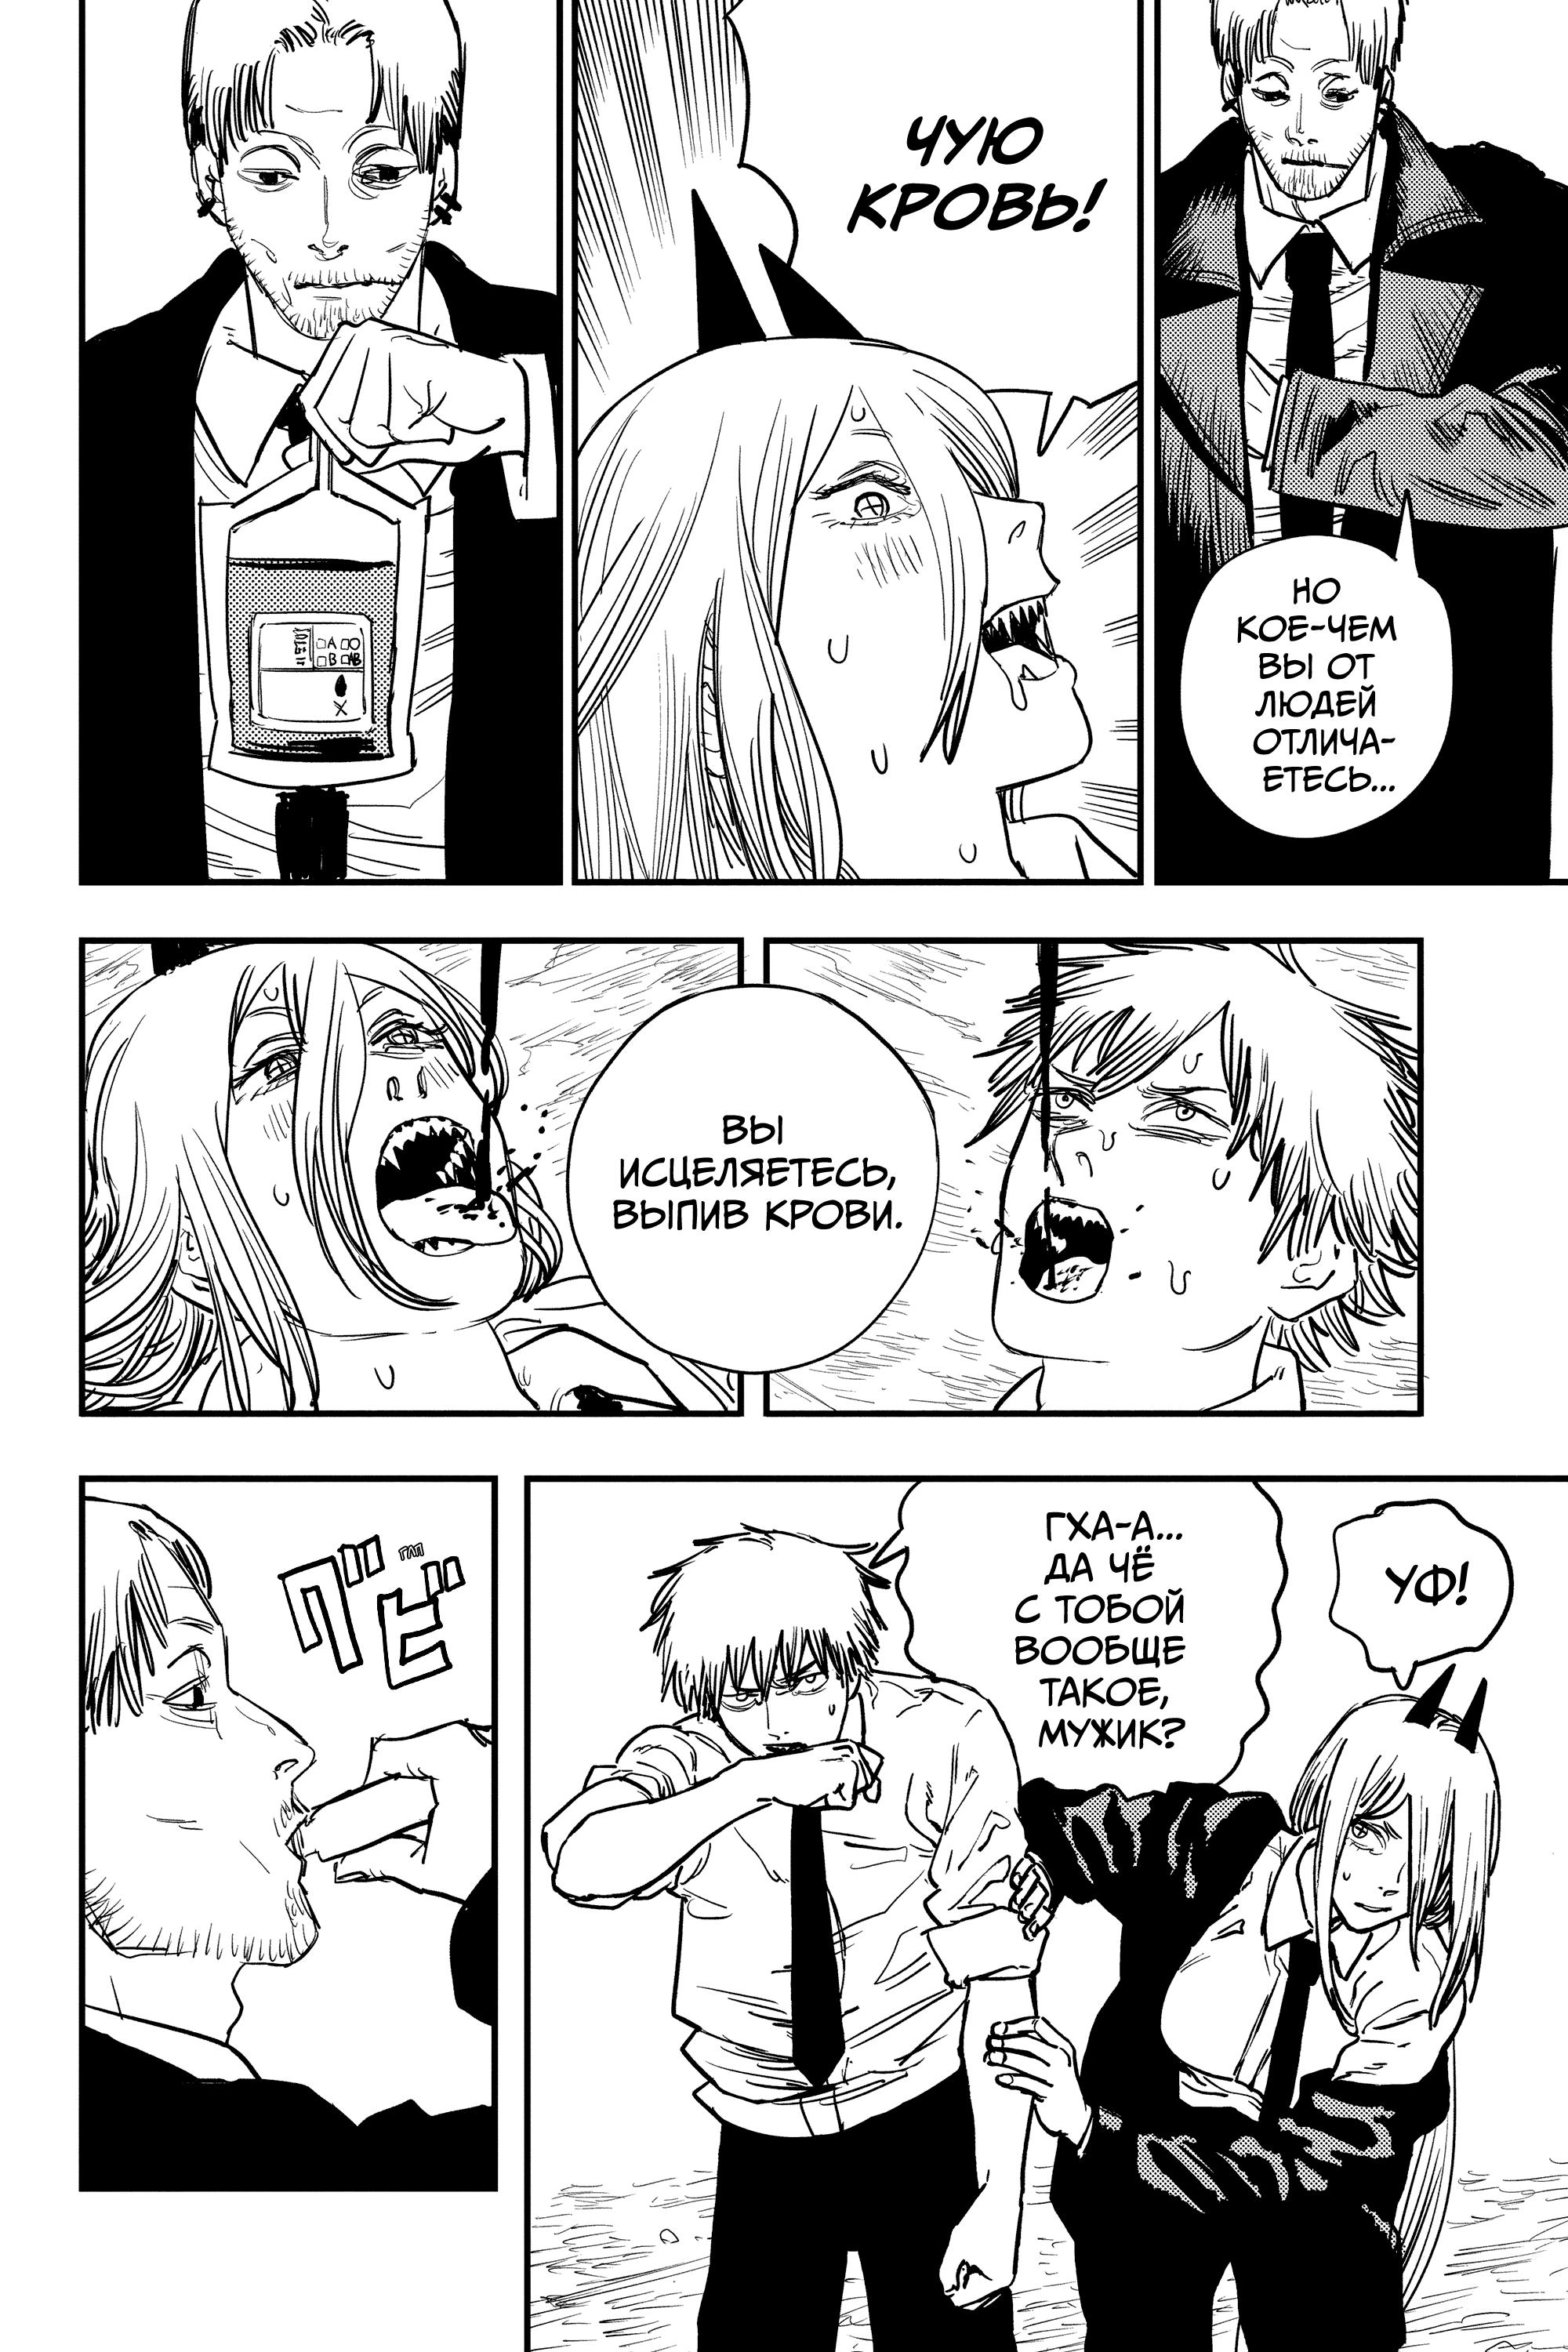 НО
КОЕ-ЧЕМ
ВЫ ОТ
ЛЮДЕЙ
ОТЛИЧА-
ЕТЕСЬ...
ЧУЮ
КРОВЬ!
A O
B AB
X
ВЫ
ИСЦЕЛЯЕТЕСЬ,
ВЫПИВ КРОВИ.
УФ!
ГХА-А...
ДА ЧЁ
С ТОБОЙ
ВООБЩЕ
ТАКОЕ,
МУЖИК?
ГЛП
グビ